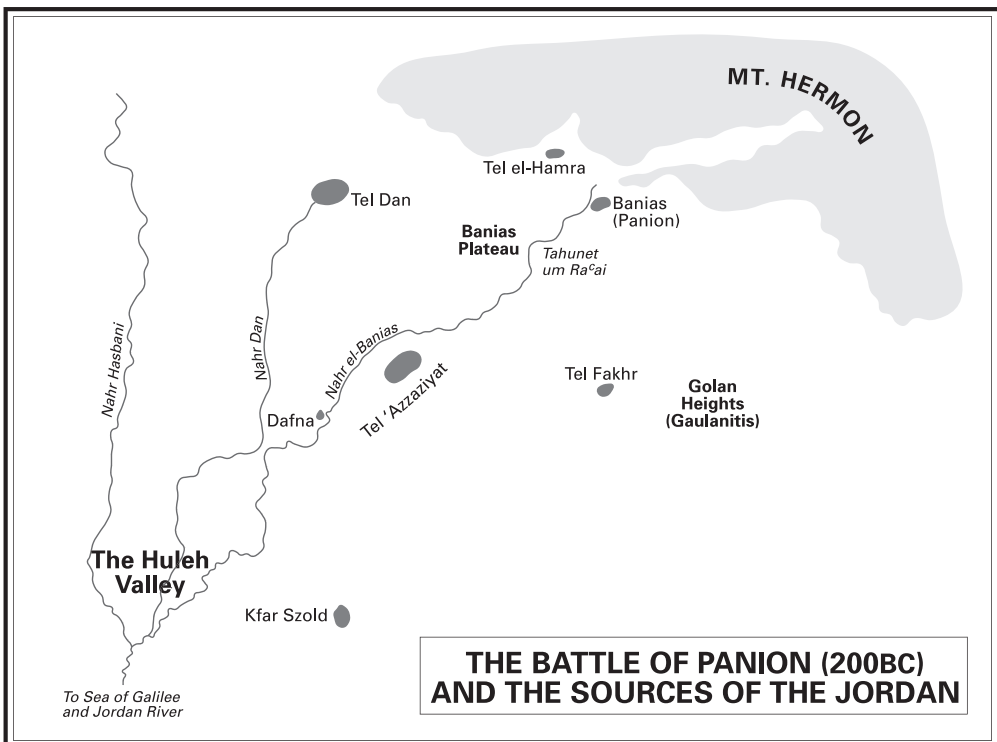 MT. HERMON
Tel el-Hamra
Tel Dan
Banias
(Panion)
Banias
Plateau
Tahunet
um Raᶜai
Nahr Hasbani
Nahr Dan
Nahr el-Banias
Tel ‘Azzaziyat
Tel Fakhr
Golan
Heights
(Gaulanitis)
Dafna
The Huleh
Valley
Kfar Szold
THE BATTLE OF PANION (200BC)
AND THE SOURCES OF THE JORDAN
To Sea of Galilee
and Jordan River